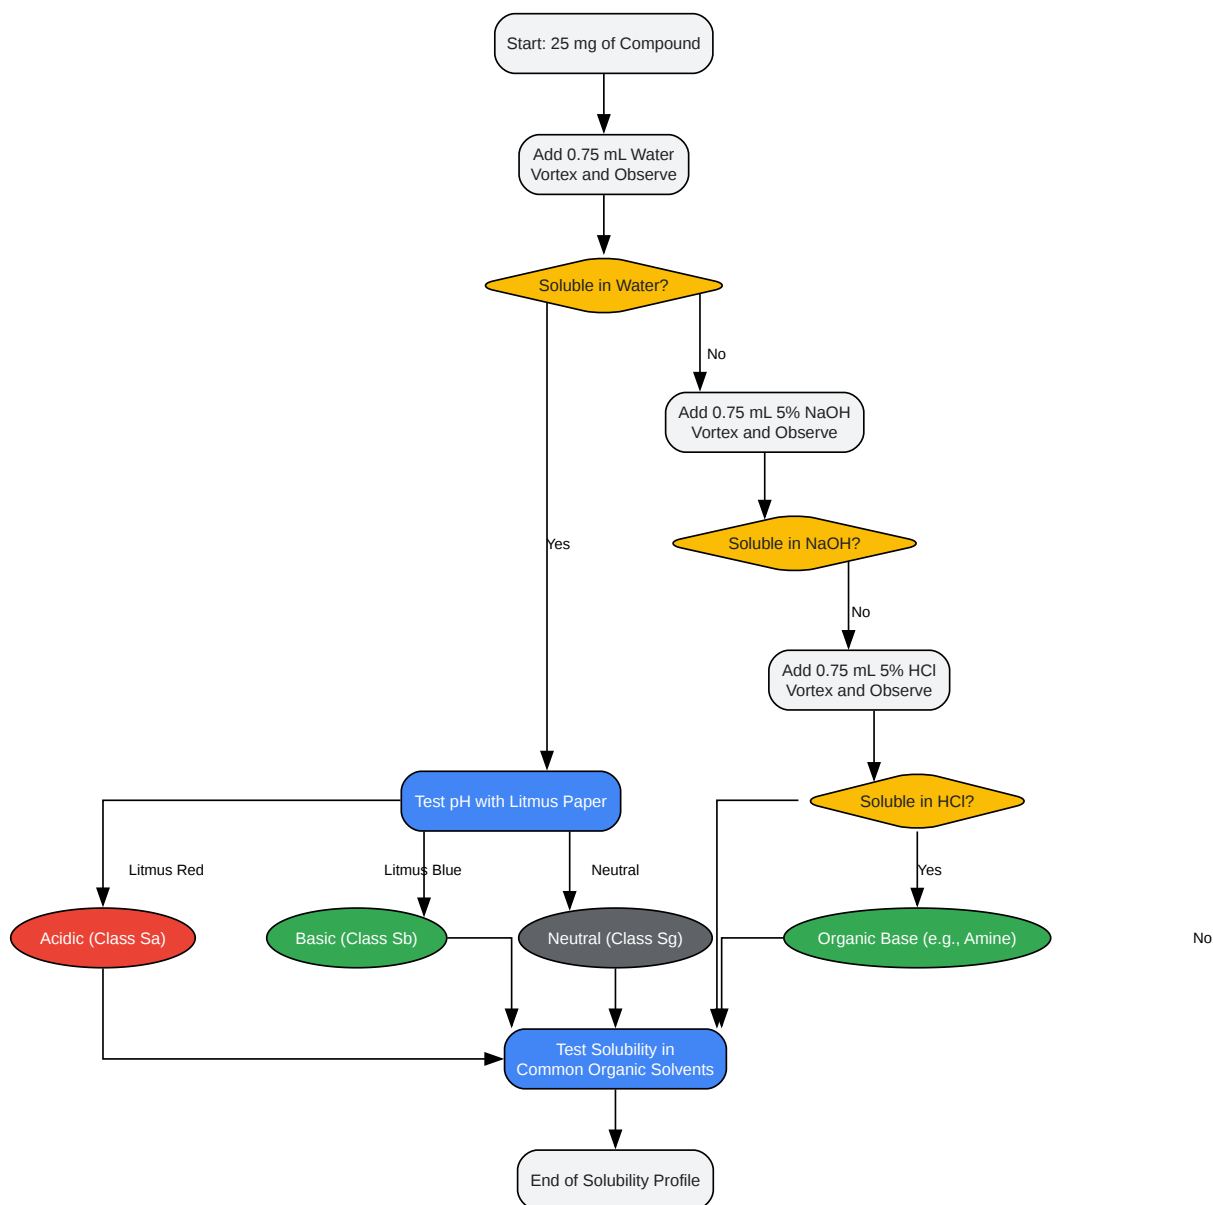 Start: 25 mg of Compound
Add 0.75 mL Water
Vortex and Observe
Soluble in Water?
No
Add 0.75 mL 5% NaOH
Vortex and Observe
Yes
Soluble in NaOH?
No
Add 0.75 mL 5% HCl
Vortex and Observe
Test pH with Litmus Paper
Soluble in HCl?
Litmus Red
Litmus Blue
Neutral
Yes
Acidic (Class Sa)
Basic (Class Sb)
Neutral (Class Sg)
Organic Base (e.g., Amine)
No
Test Solubility in
Common Organic Solvents
End of Solubility Profile